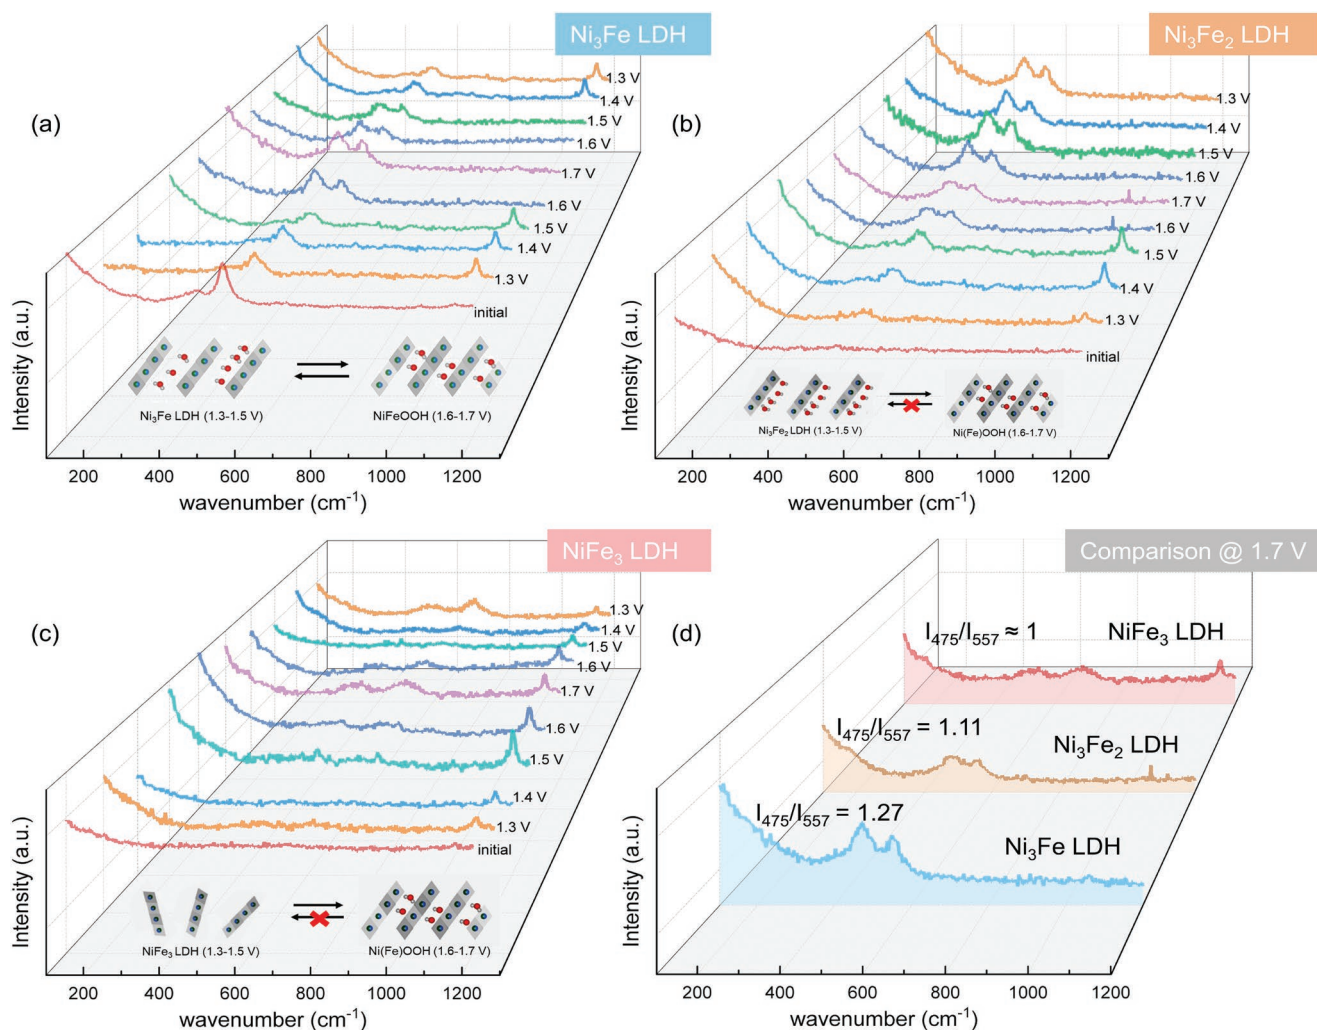 (a)
Ni₃Fe LDH
1.3 V
1.4 V
1.5 V
1.6 V
1.7 V
1.6 V
1.5 V
1.4 V
1.3 V
initial
Intensity (a.u.)
Ni₃Fe LDH (1.3-1.5 V)
NiFeOOH (1.6-1.7 V)
200 400 600 800 1000 1200
wavenumber (cm⁻¹)
(b)
Ni₃Fe₂ LDH
1.3 V
1.4 V
1.5 V
1.6 V
1.7 V
1.6 V
1.5 V
1.4 V
1.3 V
initial
Intensity (a.u.)
Ni₃Fe₂ LDH (1.3-1.5 V)
Ni(Fe)OOH (1.6-1.7 V)
200 400 600 800 1000 1200
wavenumber (cm⁻¹)
(c)
NiFe₃ LDH
1.3 V
1.4 V
1.5 V
1.6 V
1.7 V
1.6 V
1.5 V
1.4 V
1.3 V
initial
Intensity (a.u.)
NiFe₃ LDH (1.3-1.5 V)
Ni(Fe)OOH (1.6-1.7 V)
200 400 600 800 1000 1200
wavenumber (cm⁻¹)
Comparison @ 1.7 V
(d)
I₄₇₅/I₅₅₇ ≈ 1
NiFe₃ LDH
I₄₇₅/I₅₅₇ = 1.11
Ni₃Fe₂ LDH
I₄₇₅/I₅₅₇ = 1.27
Ni₃Fe LDH
Intensity (a.u.)
200 400 600 800 1000 1200
wavenumber (cm⁻¹)